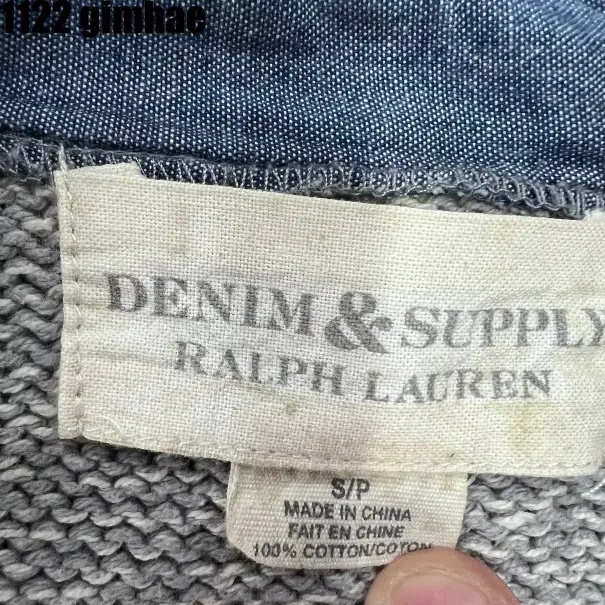 1122 gimhae
DENIM & SUPPLY
RALPH LAUREN
S/P
MADE IN CHINA
FAIT EN CHINE
100% COTTON/COTON